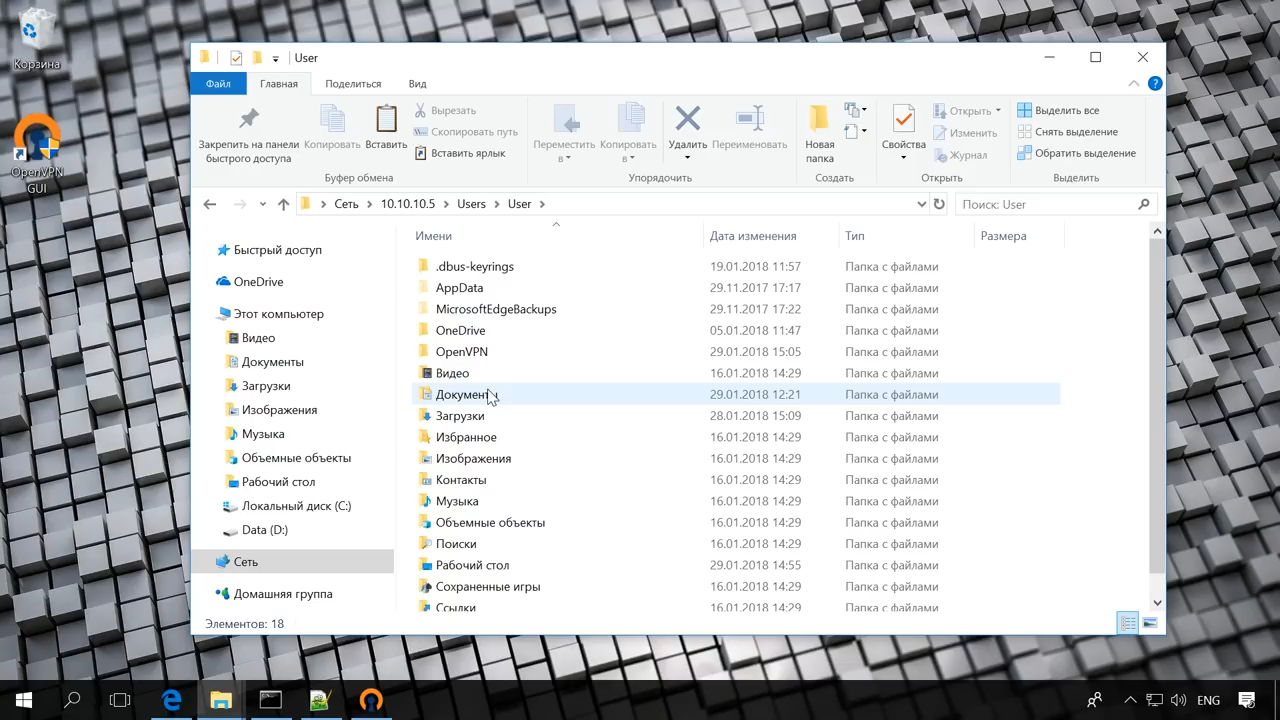 Корзина
OpenVPN
GUI
User
Файл
Главная
Поделиться
Вид
Закрепить на панели
быстрого доступа
Копировать
Вставить
Вырезать
Скопировать путь
Вставить ярлык
Буфер обмена
Переместить
в
Копировать
в
Удалить
Переименовать
Упорядочить
Новая
папка
Создать
Свойства
Открыть
Изменить
Журнал
Открыть
Выделить все
Снять выделение
Обратить выделение
Выделить
Сеть
10.10.10.5
Users
User
Поиск: User
Быстрый доступ
OneDrive
Этот компьютер
Видео
Документы
Загрузки
Изображения
Музыка
Объемные объекты
Рабочий стол
Локальный диск (C:)
Data (D:)
Сеть
Домашняя группа
Имени Дата изменения Тип Размера
.dbus-keyrings 19.01.2018 11:57 Папка с файлами
AppData 29.11.2017 17:17 Папка с файлами
MicrosoftEdgeBackups 29.11.2017 17:22 Папка с файлами
OneDrive 05.01.2018 11:47 Папка с файлами
OpenVPN 29.01.2018 15:05 Папка с файлами
Видео 16.01.2018 14:29 Папка с файлами
Документы 29.01.2018 12:21 Папка с файлами
Загрузки 28.01.2018 15:09 Папка с файлами
Избранное 16.01.2018 14:29 Папка с файлами
Изображения 16.01.2018 14:29 Папка с файлами
Контакты 16.01.2018 14:29 Папка с файлами
Музыка 16.01.2018 14:29 Папка с файлами
Объемные объекты 16.01.2018 14:29 Папка с файлами
Поиски 16.01.2018 14:29 Папка с файлами
Рабочий стол 29.01.2018 14:55 Папка с файлами
Сохраненные игры 16.01.2018 14:29 Папка с файлами
Ссылки 16.01.2018 14:29 Папка с файлами
Элементов: 18
ENG